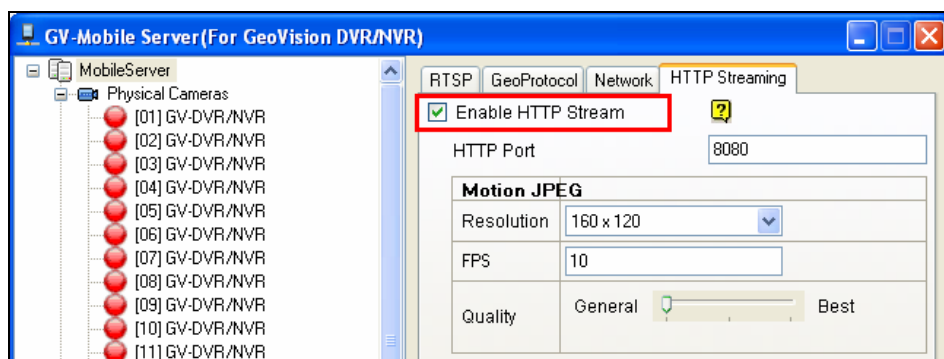 GV-Mobile Server(For GeoVision DVR/NVR)
MobileServer
Physical Cameras
[01] GV-DVR/NVR
[02] GV-DVR/NVR
[03] GV-DVR/NVR
[04] GV-DVR/NVR
[05] GV-DVR/NVR
[06] GV-DVR/NVR
[07] GV-DVR/NVR
[08] GV-DVR/NVR
[09] GV-DVR/NVR
[10] GV-DVR/NVR
[11] GV-DVR/NVR
RTSP GeoProtocol Network HTTP Streaming
Enable HTTP Stream
HTTP Port 8080
Motion JPEG
Resolution 160 x 120
FPS 10
Quality General Best